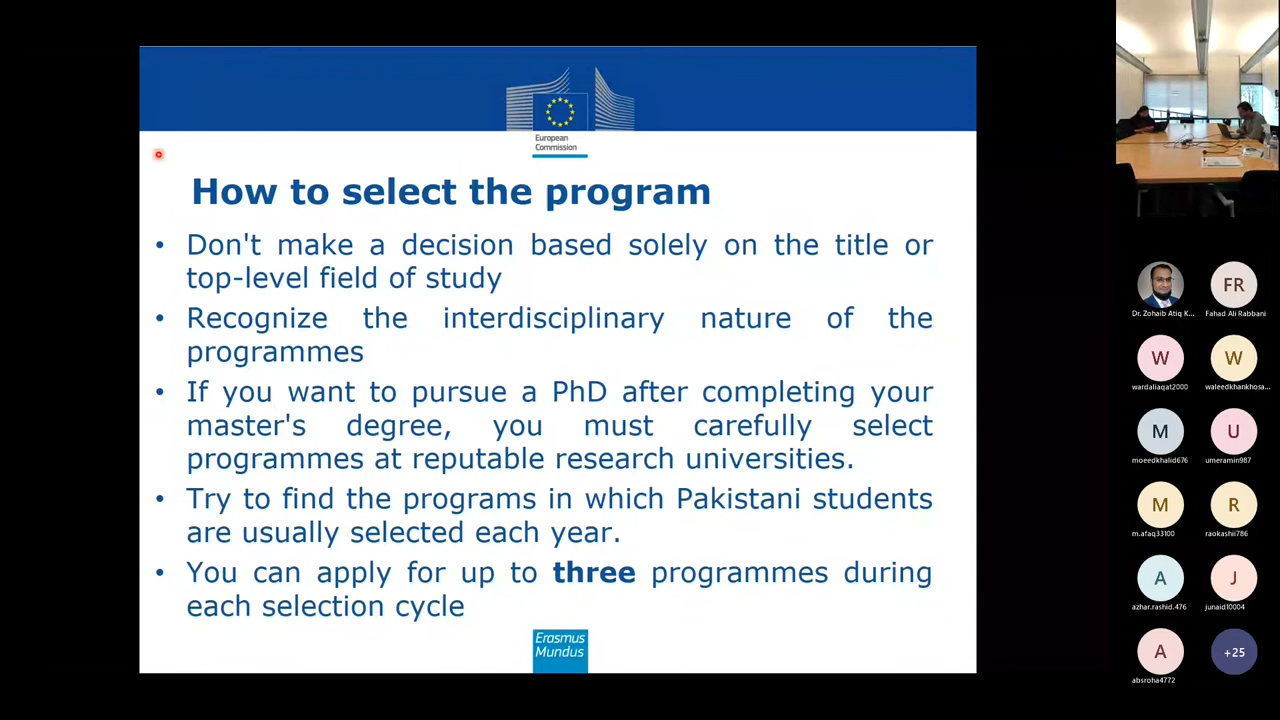 European
Commission
How to select the program
• Don't make a decision based solely on the title or
top-level field of study
• Recognize the interdisciplinary nature of the
programmes
• If you want to pursue a PhD after completing your
master's degree, you must carefully select
programmes at reputable research universities.
• Try to find the programs in which Pakistani students
are usually selected each year.
• You can apply for up to three programmes during
each selection cycle
Erasmus
Mundus
Dr. Zohaib Atiq K...
FR
Fahad Ali Rabbani
W
wardaliaqat2000
W
waleedkhankhosa...
M
moeedkhalid676
U
umeramin987
M
m.afaq33100
R
raokashii786
A
azhar.rashid.476
J
junaid10004
A
absroha4772
+25